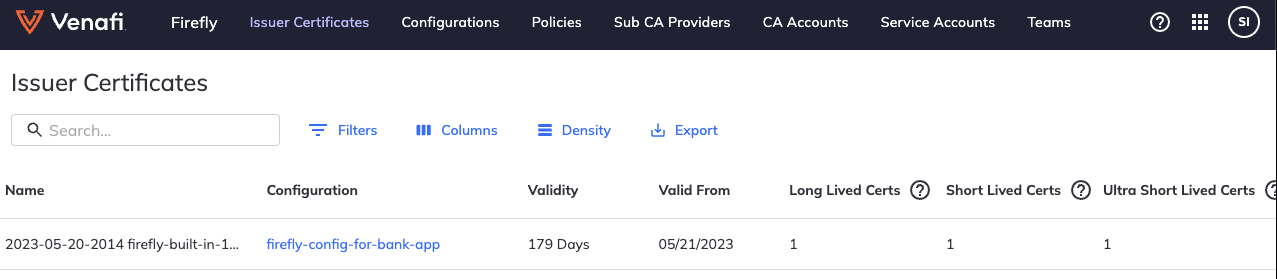 Venafi Firefly Issuer Certificates Configurations Policies Sub CA Providers CA Accounts Service Accounts Teams ? SI
Issuer Certificates
Search... Filters Columns Density Export
Name Configuration Validity Valid From Long Lived Certs ? Short Lived Certs ? Ultra Short Lived Certs ?
2023-05-20-2014 firefly-built-in-1... firefly-config-for-bank-app 179 Days 05/21/2023 1 1 1